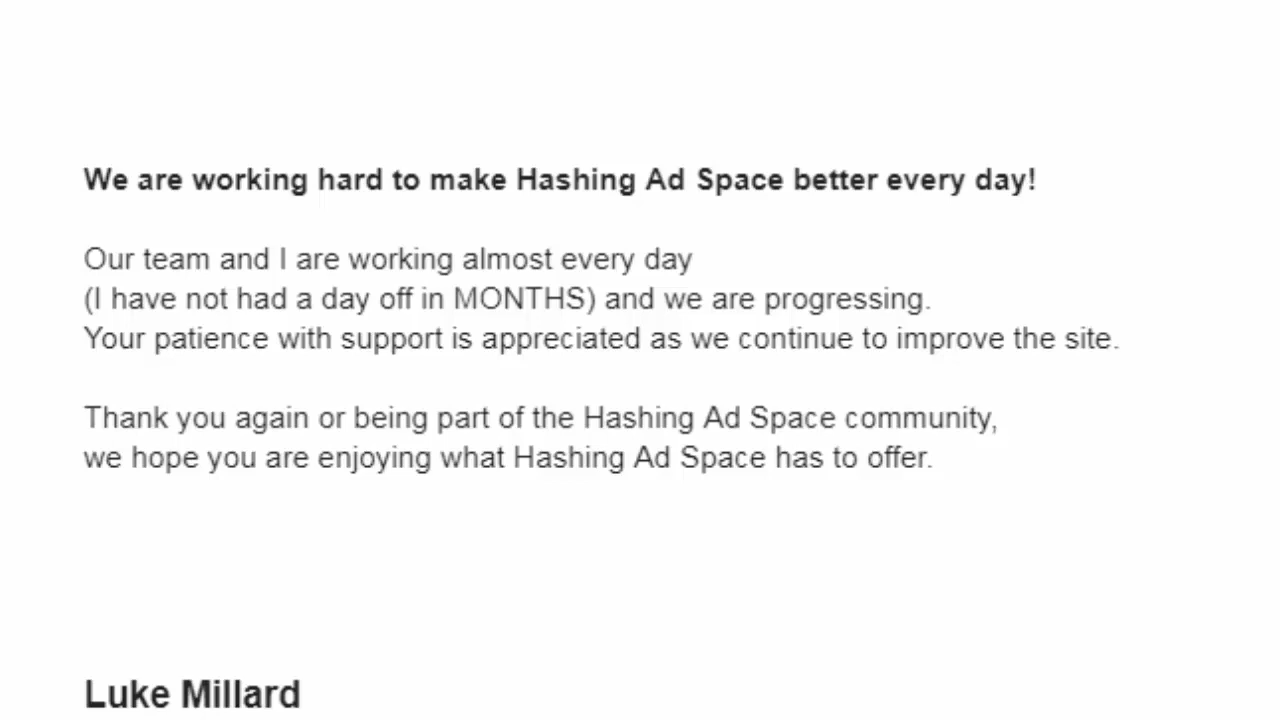 We are working hard to make Hashing Ad Space better every day!
Our team and I are working almost every day
(I have not had a day off in MONTHS) and we are progressing.
Your patience with support is appreciated as we continue to improve the site.
Thank you again or being part of the Hashing Ad Space community,
we hope you are enjoying what Hashing Ad Space has to offer.
Luke Millard